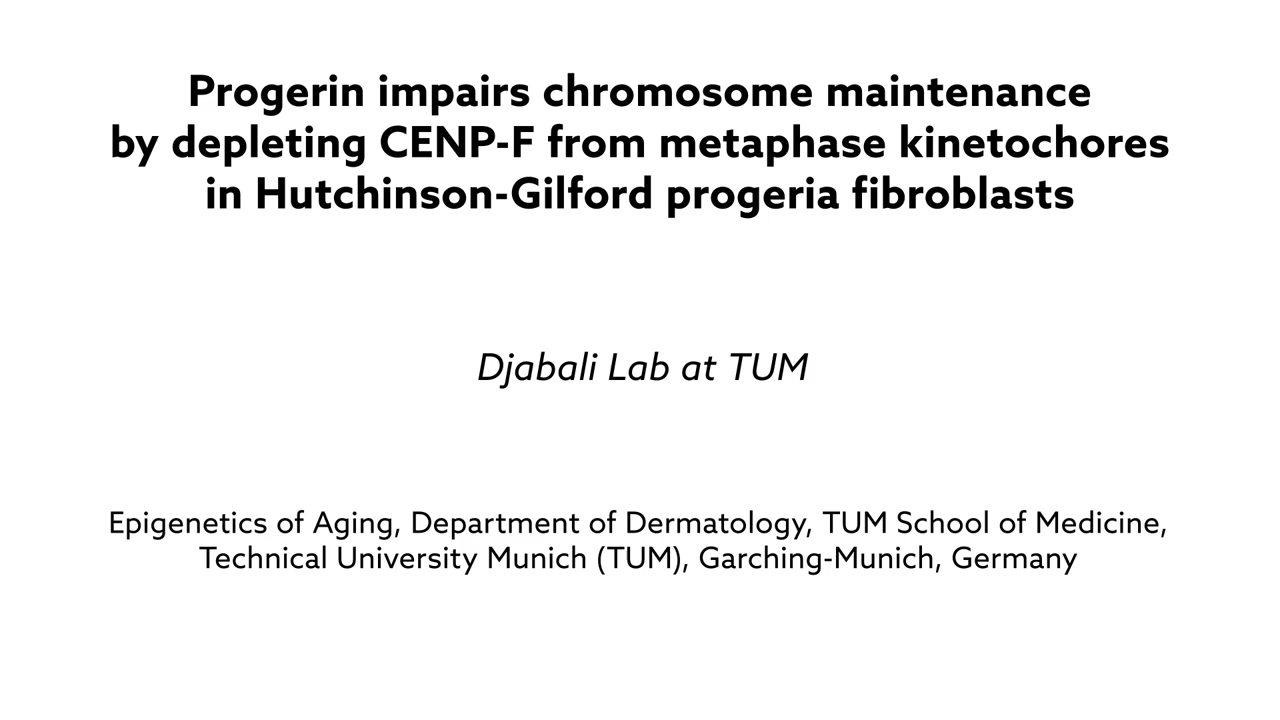 Progerin impairs chromosome maintenance
by depleting CENP-F from metaphase kinetochores
in Hutchinson-Gilford progeria fibroblasts
Djabali Lab at TUM
Epigenetics of Aging, Department of Dermatology, TUM School of Medicine,
Technical University Munich (TUM), Garching-Munich, Germany